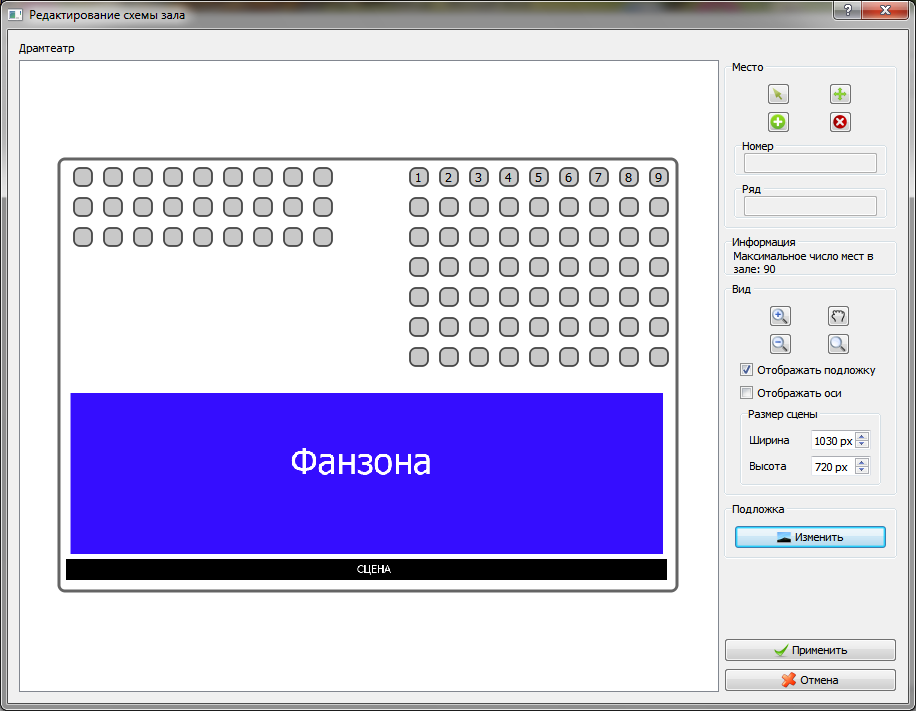 Редактирование схемы зала
?
Драмтеатр
1 2 3 4 5 6 7 8 9
Фанзона
СЦЕНА
Место
Номер
Ряд
Информация
Максимальное число мест в
зале: 90
Вид
Отображать подложку
Отображать оси
Размер сцены
Ширина 1030 px
Высота 720 px
Подложка
Изменить
Применить
Отмена